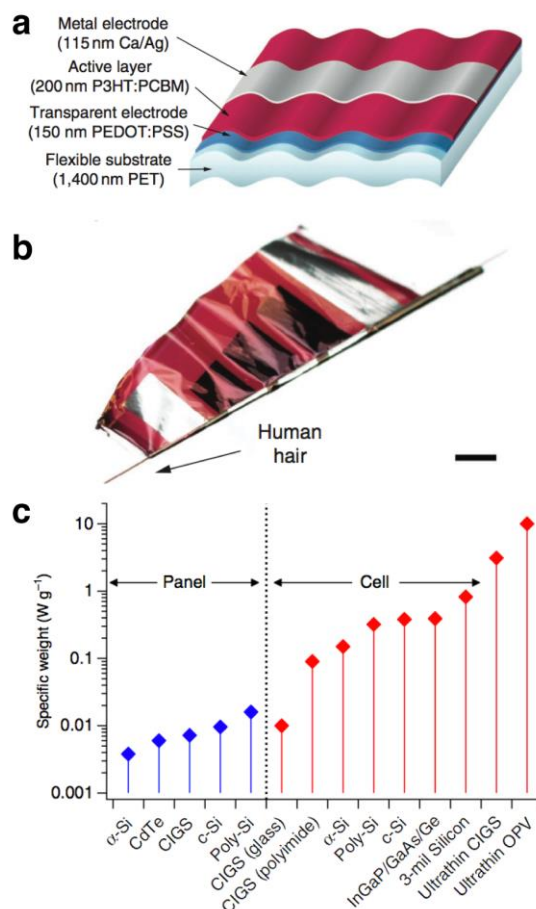 a
Metal electrode
(115 nm Ca/Ag)
Active layer
(200 nm P3HT:PCBM)
Transparent electrode
(150 nm PEDOT:PSS)
Flexible substrate
(1,400 nm PET)
b
Human
hair
c
Specific weight (W g⁻¹)
10
1
0.1
0.01
0.001
Panel
Cell
α-Si
CdTe
CIGS
c-Si
Poly-Si
CIGS (glass)
CIGS (polyimide)
α-Si
Poly-Si
c-Si
InGaP/GaAs/Ge
3-mil Silicon
Ultrathin CIGS
Ultrathin OPV